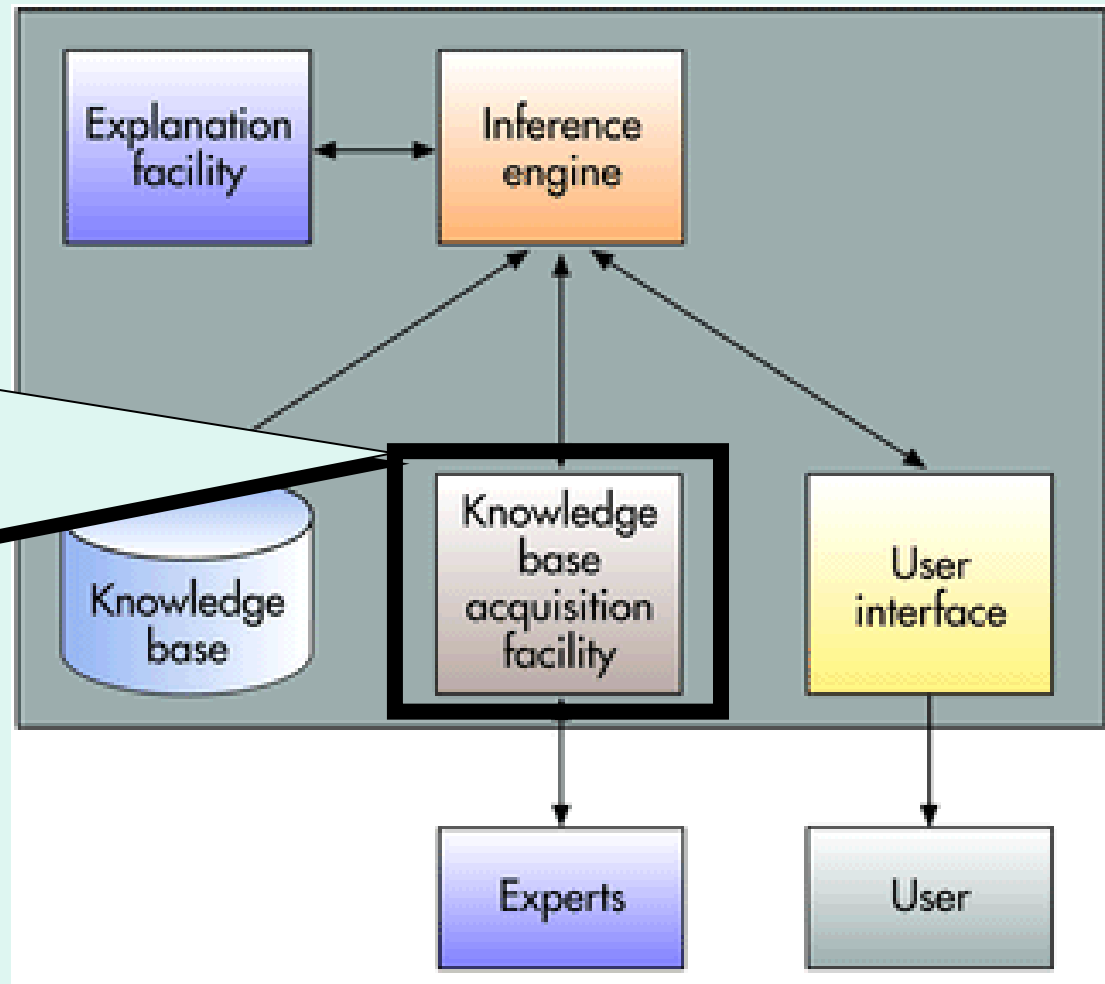 Explanation
facility
Inference
engine
Knowledge
base
Knowledge
base
acquisition
facility
User
interface
Experts
User